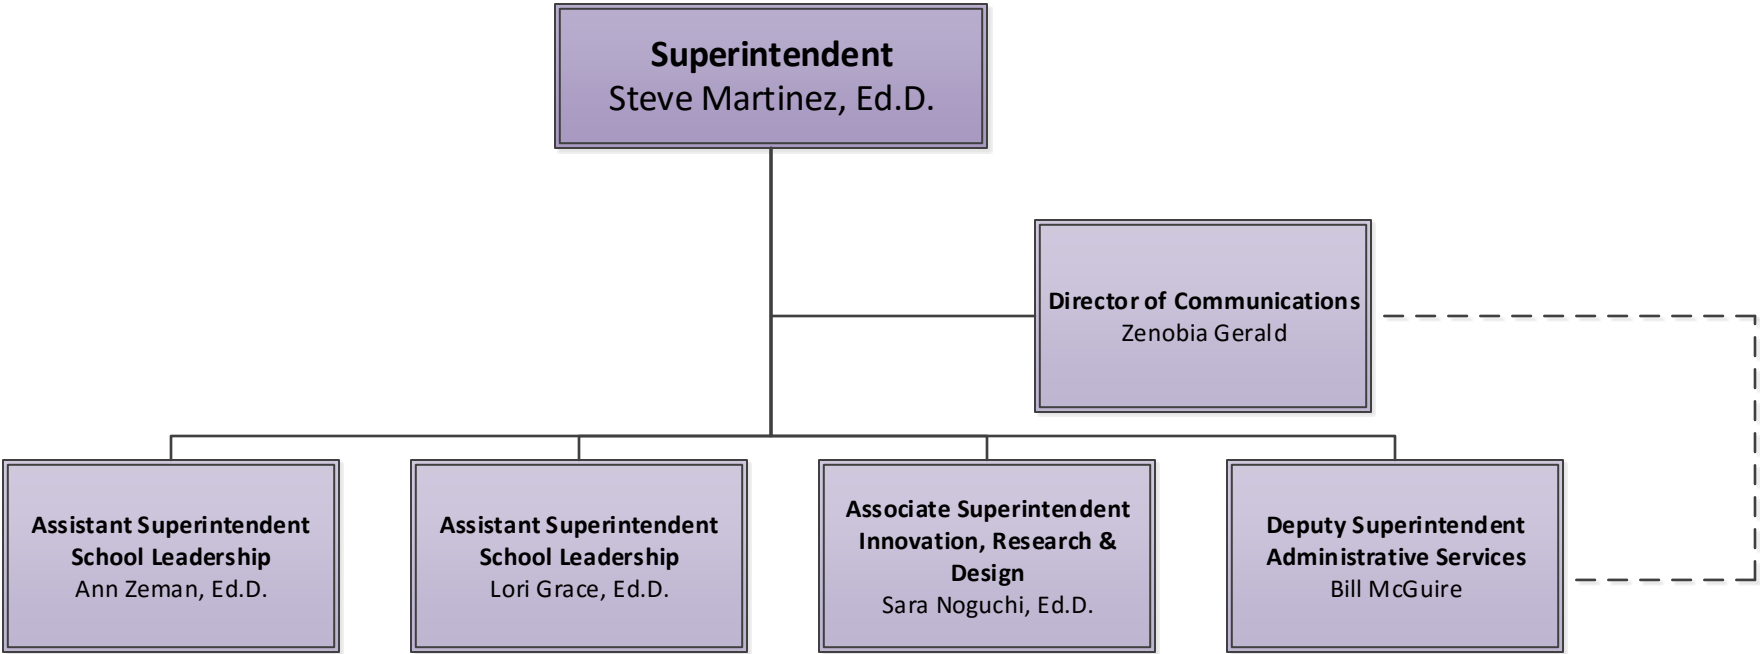 Superintendent
Steve Martinez, Ed.D.
Director of Communications
Zenobia Gerald
Assistant Superintendent
School Leadership
Ann Zeman, Ed.D.
Assistant Superintendent
School Leadership
Lori Grace, Ed.D.
Associate Superintendent
Innovation, Research &
Design
Sara Noguchi, Ed.D.
Deputy Superintendent
Administrative Services
Bill McGuire